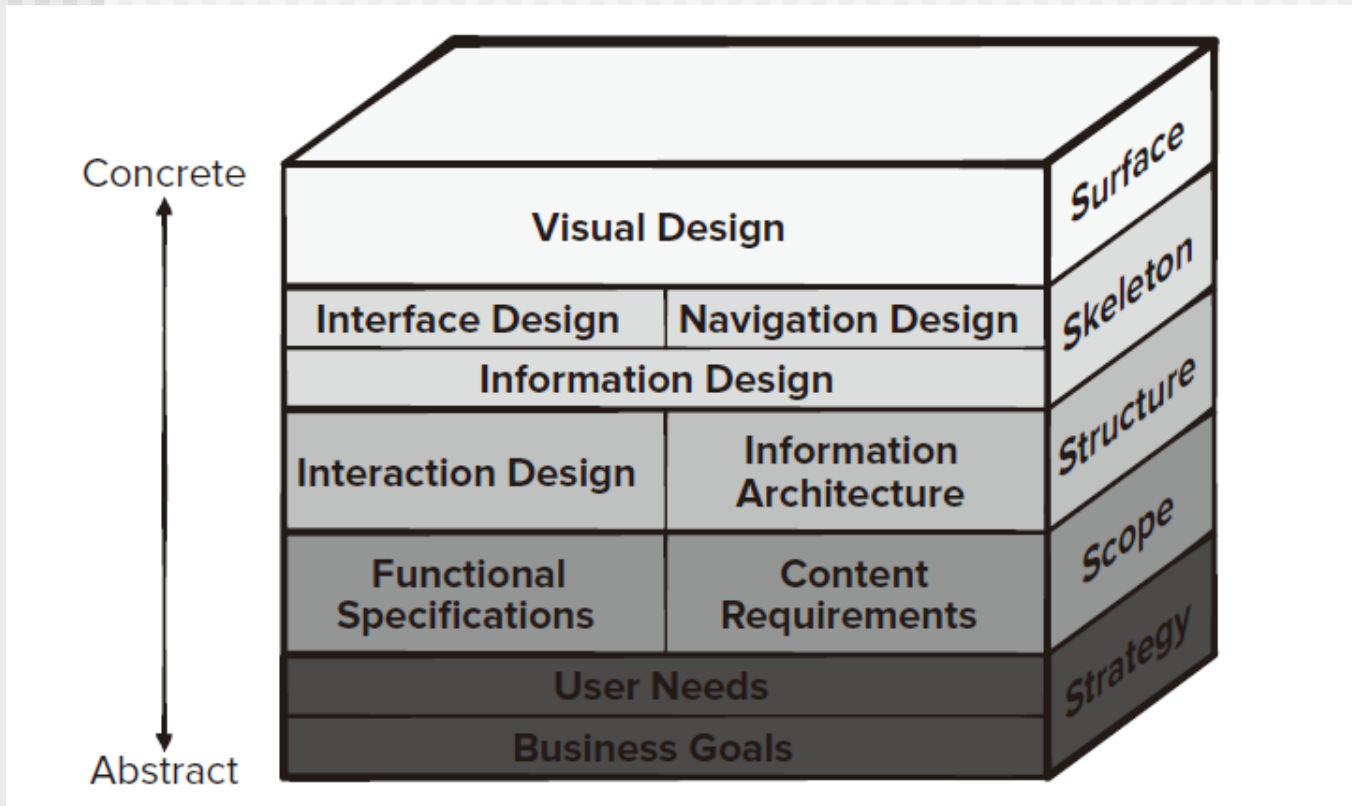 Concrete
Abstract
Visual Design
Interface Design
Navigation Design
Information Design
Interaction Design
Information
Architecture
Functional
Specifications
Content
Requirements
User Needs
Business Goals
Surface
Skeleton
Structure
Scope
Strategy